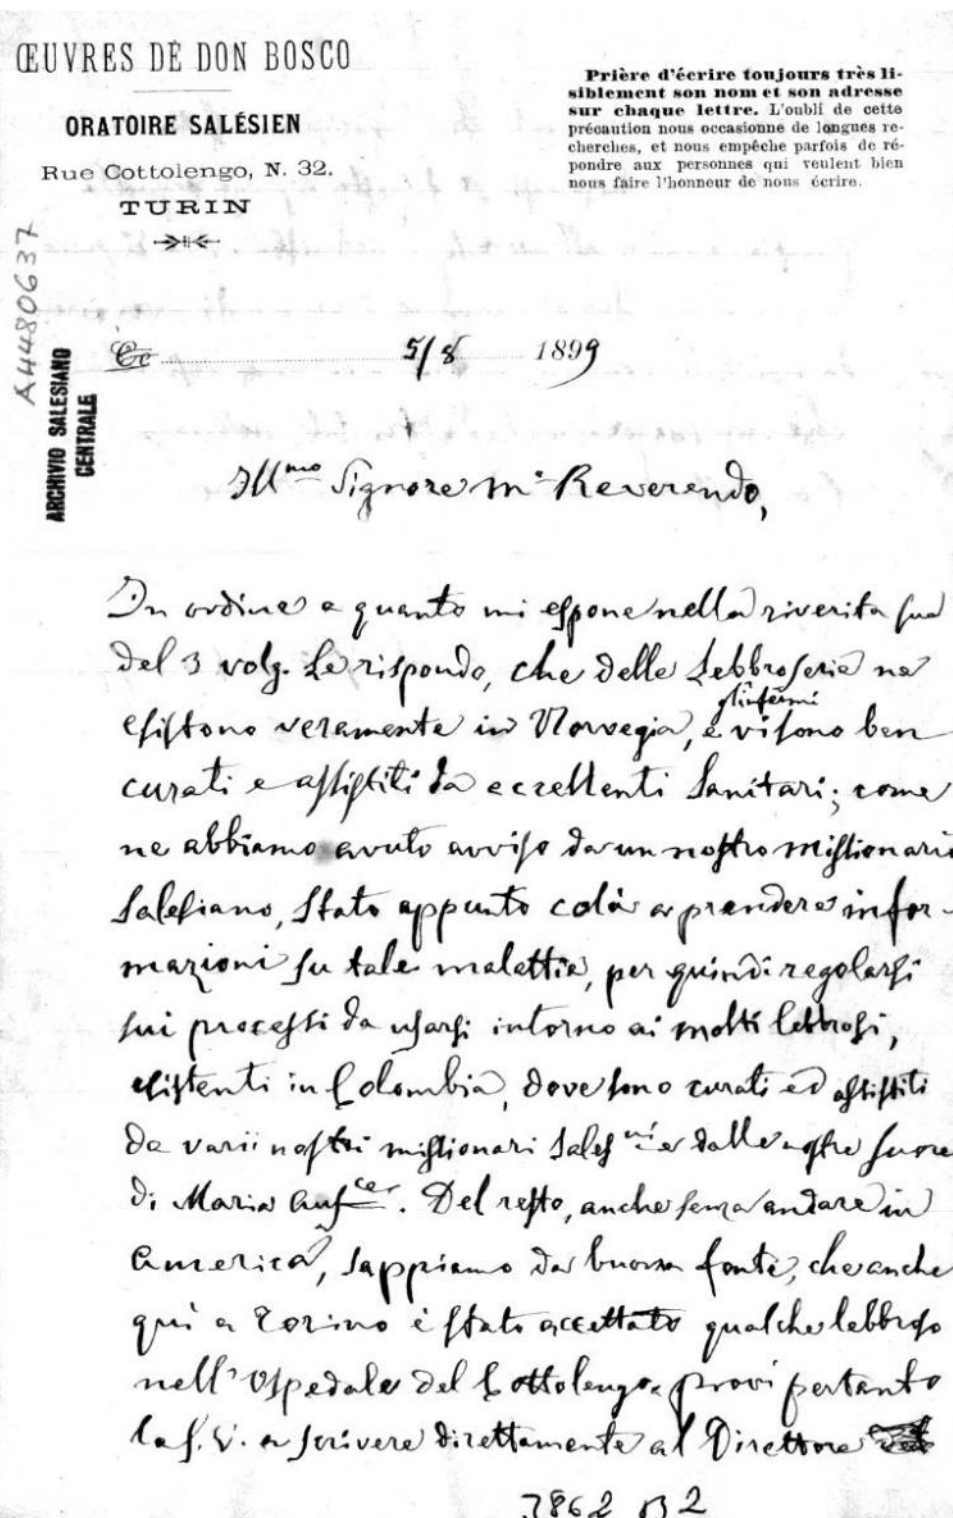 ŒUVRES DE DON BOSCO
ORATOIRE SALÉSIEN
Rue Cottolengo, N. 32.
TURIN
Prière d'écrire toujours très li-
siblement son nom et son adresse
sur chaque lettre. L'oubli de cette
précaution nous occasionne de longues re-
cherches, et nous empêche parfois de ré-
pondre aux personnes qui veulent bien
nous faire l'honneur de nous écrire.
A4480637
ARCHIVIO SALESIANO
CENTRALE
Ce 5/8 1899
Ill.mo Signore M. Reverendo,
In ordine a quanto mi espone nella riverita sua
del 3 volg. Le rispondo, che delle Lebbroserie ne
esistono veramente in Norvegia, e gl'infermi vi sono ben
curati e assistiti da eccellenti Sanitari; come
ne abbiamo avuto avviso da un nostro missionario
Salesiano, stato appunto colà a prendere infor-
mazioni su tale malattia, per quindi regolarsi
sui processi da usarsi intorno ai molti lebbrosi,
esistenti in Colombia, dove sono curati ed assistiti
da varii nostri missionari Sales.ni e dalle nostre suore
di Maria Aus.ce. Del resto, anche senza andare in
America, sappiamo da buona fonte, che anche
quì a Torino è stato accettato qualche lebbroso
nell'Ospedale del Cottolengo. Provi pertanto
la S. V. a scrivere direttamente al Direttore
3862 B2